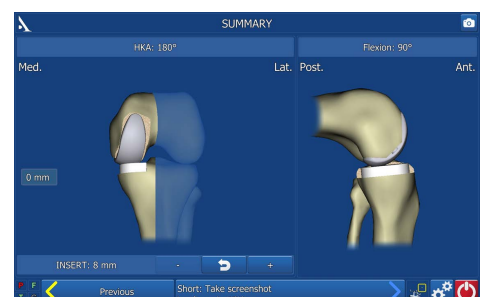 SUMMARY
HKA: 180°
Flexion: 90°
Med.
Lat.
Post.
Ant.
0 mm
INSERT: 8 mm
-
+
F
Previous
Short: Take screenshot